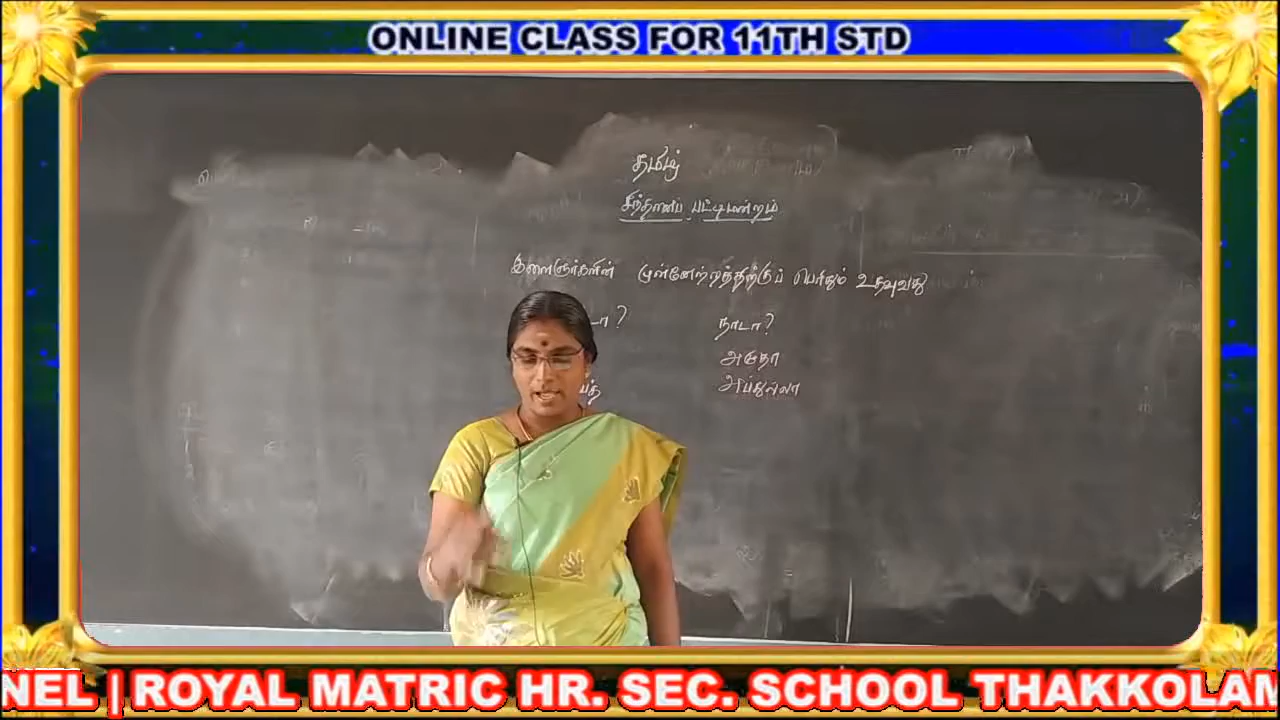 ONLINE CLASS FOR 11TH STD
தமிழ்
சிந்தனைப் பட்டிமன்றம்
இளைஞர்களின் முன்னேற்றத்திற்குப் பெரிதும் உதவுவது
டா? நாடா?
அப்துல்லா
NEL | ROYAL MATRIC HR. SEC. SCHOOL THAKKOLAM